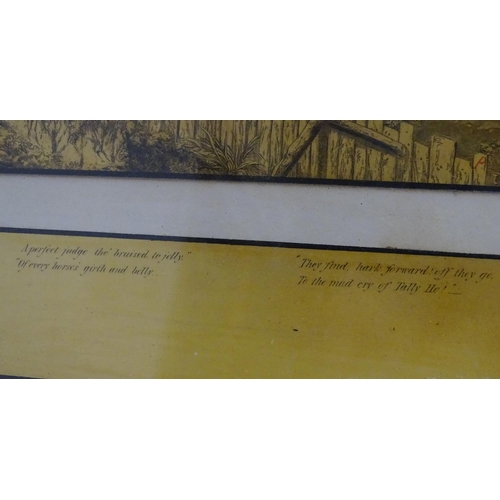 "A perfect judge tho' bruised to jelly,"
"Of every horse's girth and belly.
"They find, hark forward! off they go,
To the mad cry of Tally Ho!" —